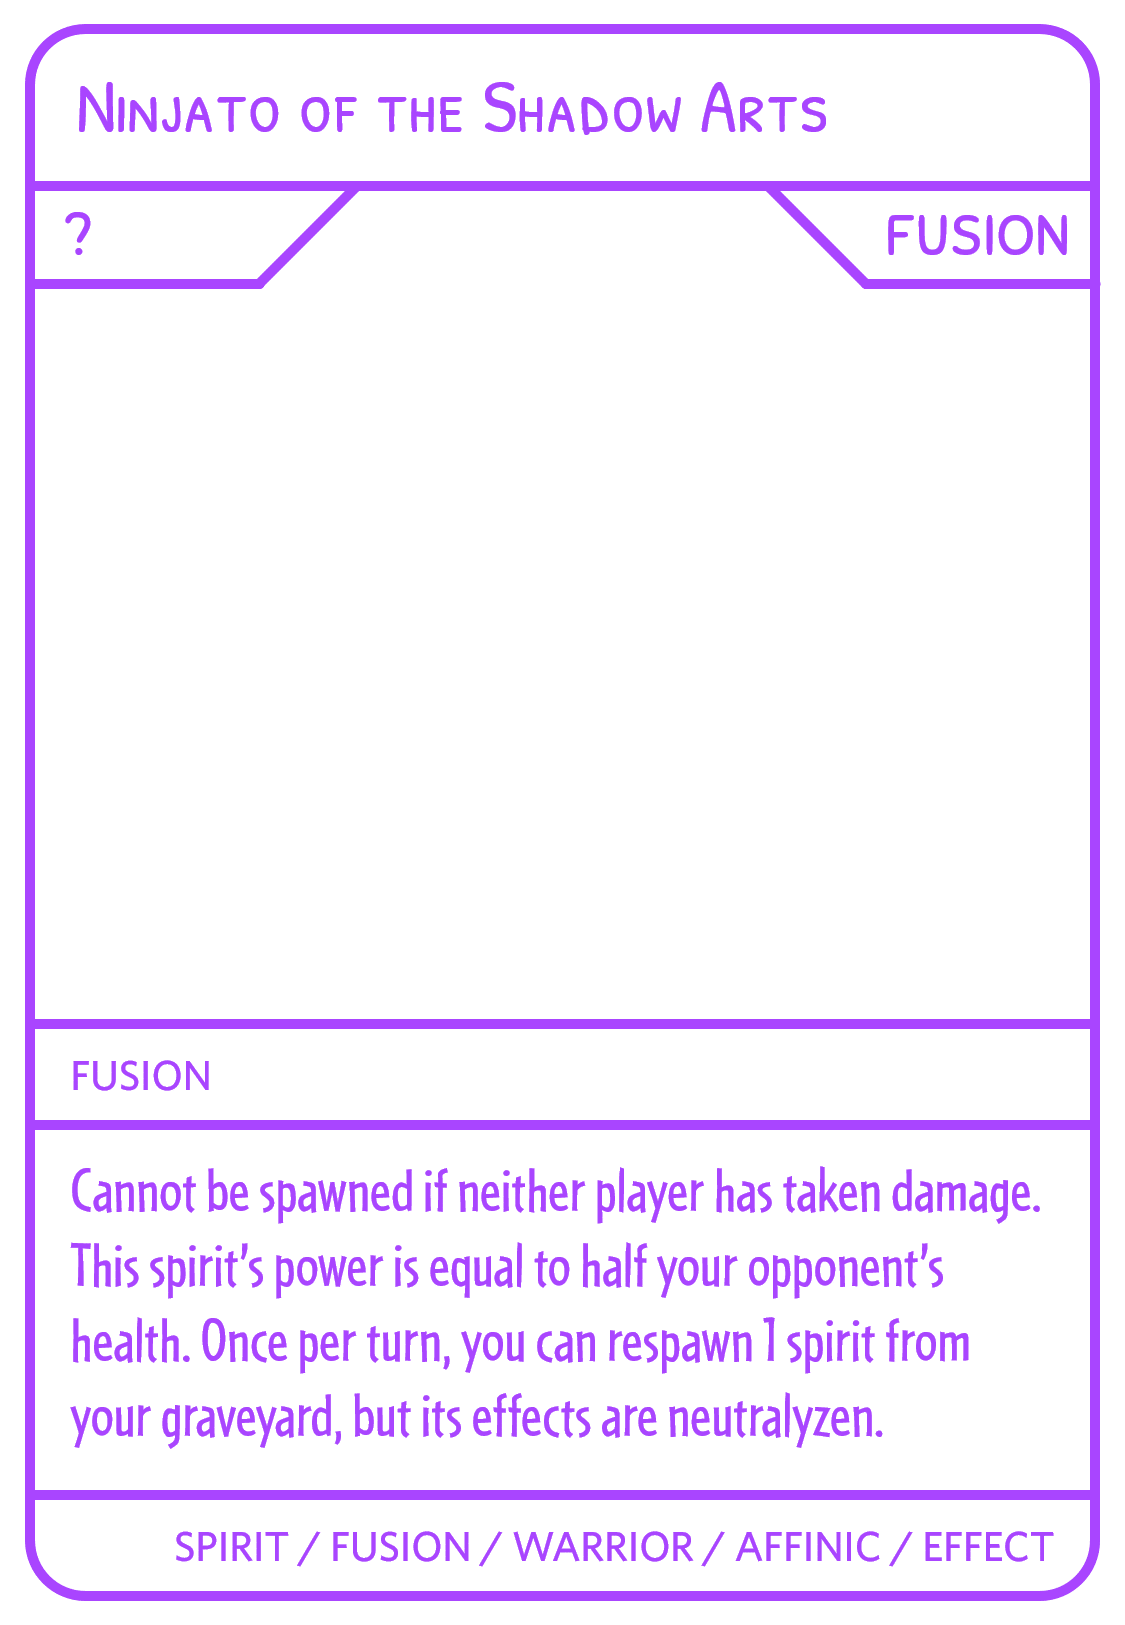 Ninjato of the Shadow Arts
?
FUSION
FUSION
Cannot be spawned if neither player has taken damage.
This spirit’s power is equal to half your opponent’s
health. Once per turn, you can respawn 1 spirit from
your graveyard, but its effects are neutralyzen.
SPIRIT / FUSION / WARRIOR / AFFINIC / EFFECT